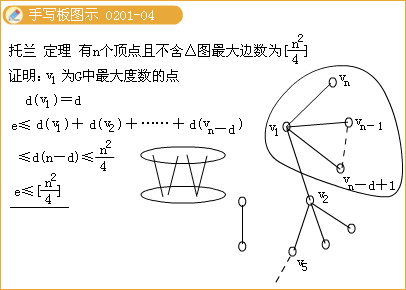 手写板图示 0201-04
托兰 定理 有n个顶点且不含△图最大边数为[n²/4]
证明: v₁ 为G中最大度数的点
d(v₁)=d
e≤ d(v₁)+ d(v₂)+ ⋯⋯ + d(vₙ₋d)
≤d(n-d)≤n²/4
e≤[n²/4]
vₙ
v₁
vₙ₋₁
vₙ₋d₊₁
v₂
v₅